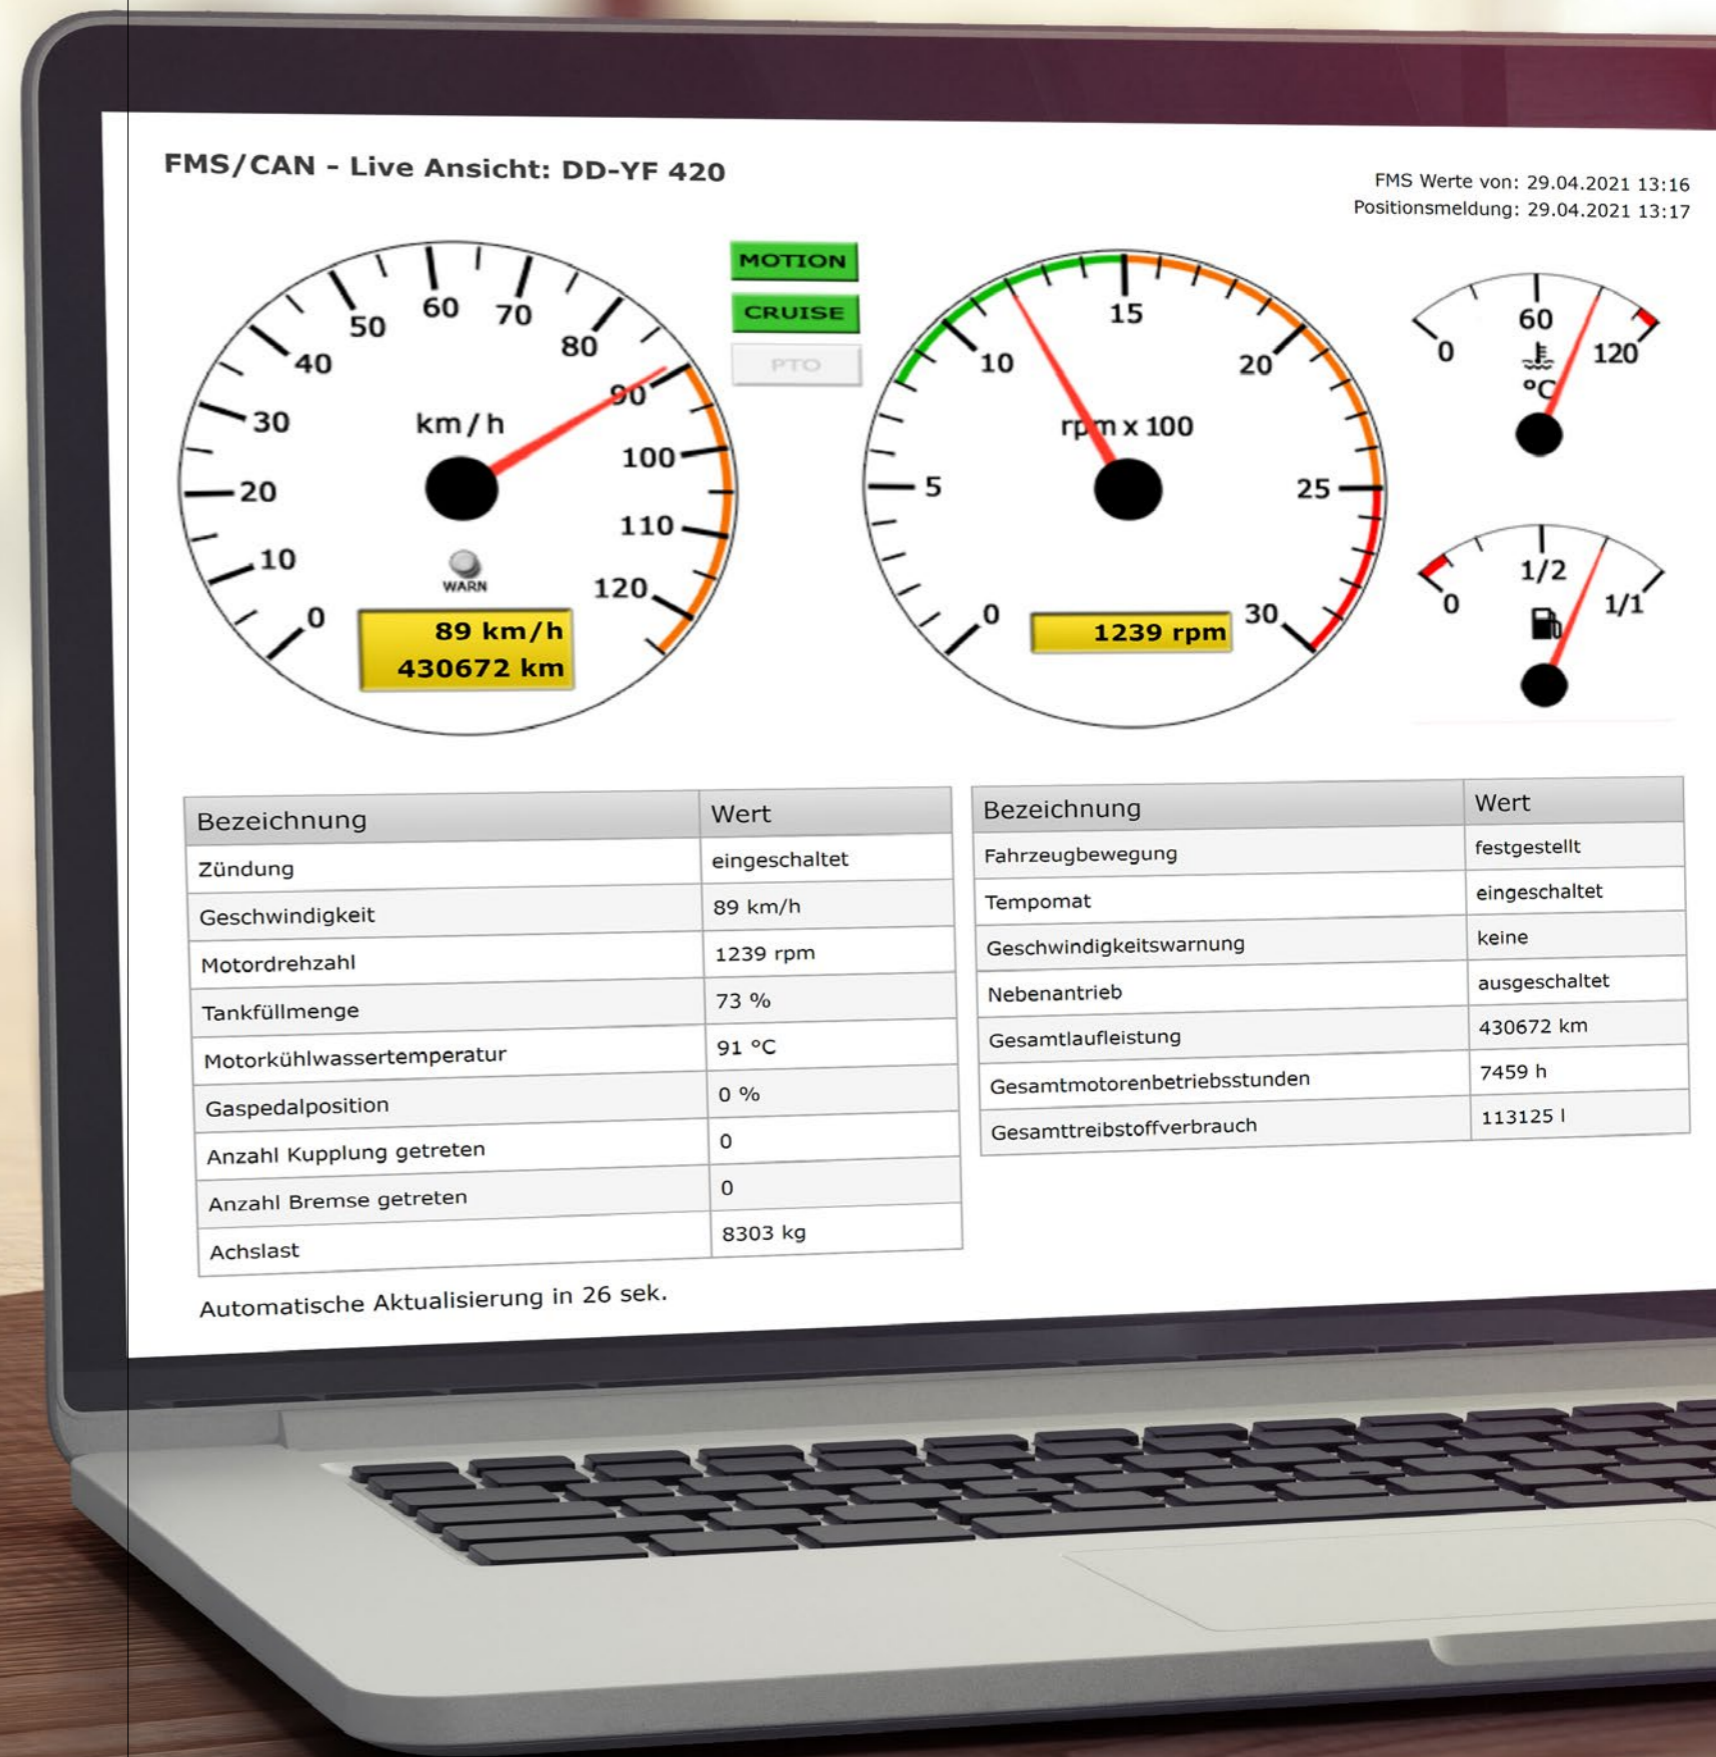 FMS/CAN - Live Ansicht: DD-YF 420
FMS Werte von: 29.04.2021 13:16
Positionsmeldung: 29.04.2021 13:17
0
10
20
30
40
50
60
70
80
90
100
110
120
km/h
WARN
89 km/h
430672 km
MOTION
CRUISE
PTO
0
5
10
15
20
25
30
rpm x 100
1239 rpm
0
60
120
°C
0
1/2
1/1
Bezeichnung Wert
Zündung eingeschaltet
Geschwindigkeit 89 km/h
Motordrehzahl 1239 rpm
Tankfüllmenge 73 %
Motorkühlwassertemperatur 91 °C
Gaspedalposition 0 %
Anzahl Kupplung getreten 0
Anzahl Bremse getreten 0
Achslast 8303 kg
Bezeichnung Wert
Fahrzeugbewegung festgestellt
Tempomat eingeschaltet
Geschwindigkeitswarnung keine
Nebenantrieb ausgeschaltet
Gesamtlaufleistung 430672 km
Gesamtmotorenbetriebsstunden 7459 h
Gesamttreibstoffverbrauch 113125 l
Automatische Aktualisierung in 26 sek.